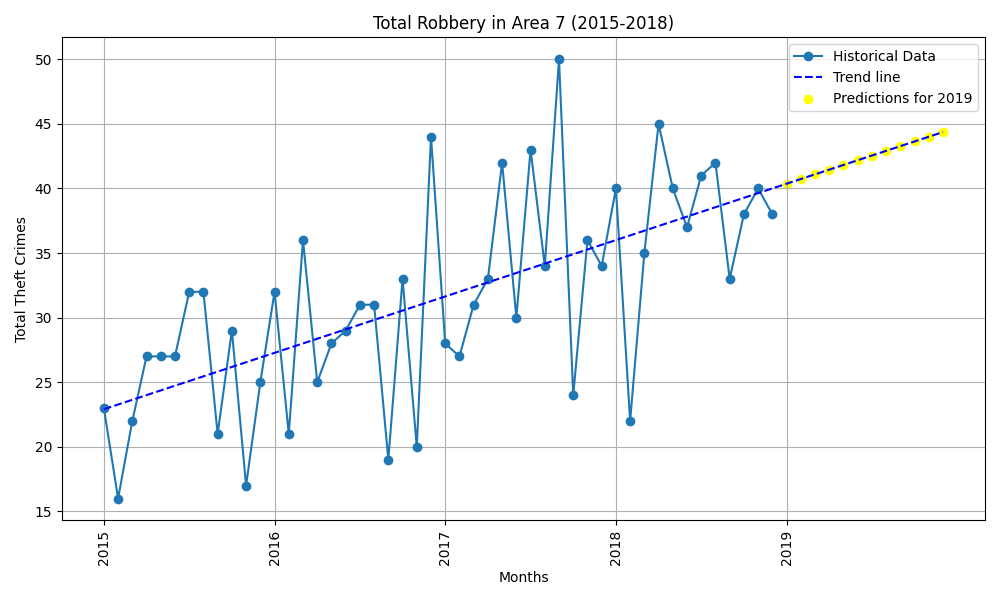 Total Robbery in Area 7 (2015-2018)
Historical Data
Trend line
Predictions for 2019
Total Theft Crimes
50
45
40
35
30
25
20
15
2015
2016
2017
2018
2019
Months